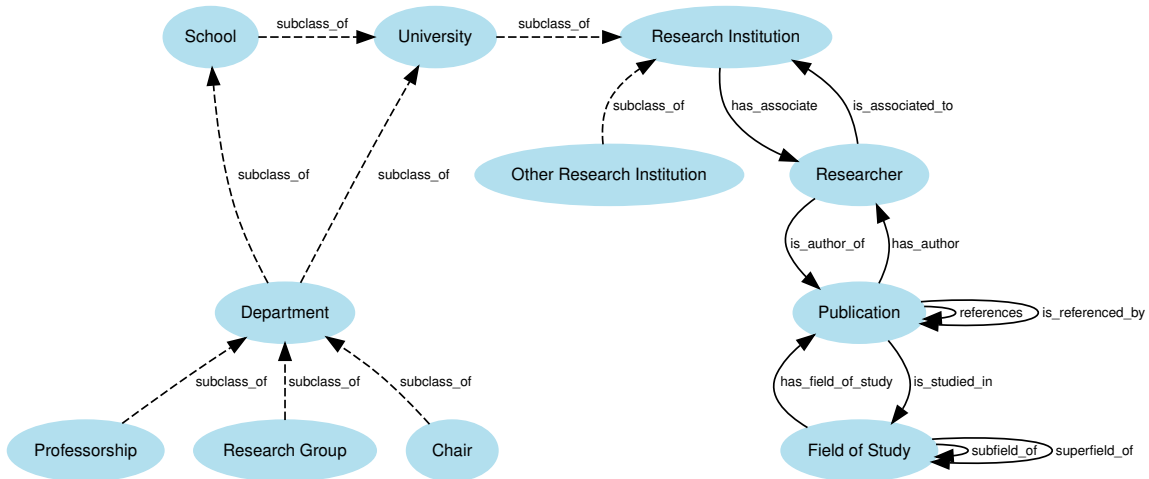 School
subclass_of
University
subclass_of
Research Institution
subclass_of
has_associate
is_associated_to
subclass_of
subclass_of
Other Research Institution
Researcher
is_author_of
has_author
Department
Publication
references
is_referenced_by
subclass_of
subclass_of
subclass_of
has_field_of_study
is_studied_in
Professorship
Research Group
Chair
Field of Study
subfield_of
superfield_of